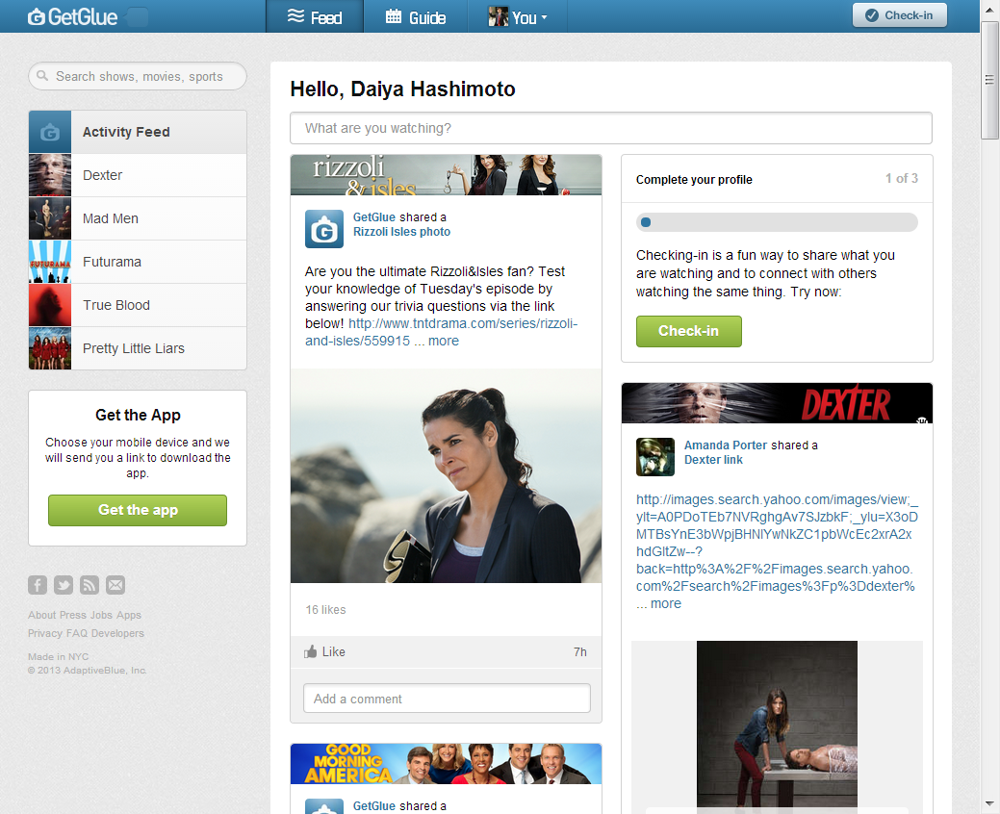 GetGlue
Feed
Guide
You
Check-in
Search shows, movies, sports
Activity Feed
Dexter
Mad Men
FUTURAMA
Futurama
True Blood
Pretty Little Liars
Get the App
Choose your mobile device and we
will send you a link to download the
app.
Get the app
About Press Jobs Apps
Privacy FAQ Developers
Made in NYC
© 2013 AdaptiveBlue, Inc.
Hello, Daiya Hashimoto
What are you watching?
rizzoli
& isles
GetGlue shared a
Rizzoli Isles photo
Are you the ultimate Rizzoli&Isles fan? Test
your knowledge of Tuesday's episode by
answering our trivia questions via the link
below! http://www.tntdrama.com/series/rizzoli-
and-isles/559915 ... more
16 likes
Like
7h
Add a comment
GOOD
MORNING
AMERICA
GetGlue shared a
Complete your profile
1 of 3
Checking-in is a fun way to share what you
are watching and to connect with others
watching the same thing. Try now:
Check-in
DEXTER
SHO
Amanda Porter shared a
Dexter link
http://images.search.yahoo.com/images/view;_
ylt=A0PDoTEb7NVRghgAv7SJzbkF;_ylu=X3oD
MTBsYnE3bWpjBHNlYwNkZC1pbWcEc2xrA2x
hdGltZw--?
back=http%3A%2F%2Fimages.search.yahoo.
com%2Fsearch%2Fimages%3Fp%3Ddexter%
... more